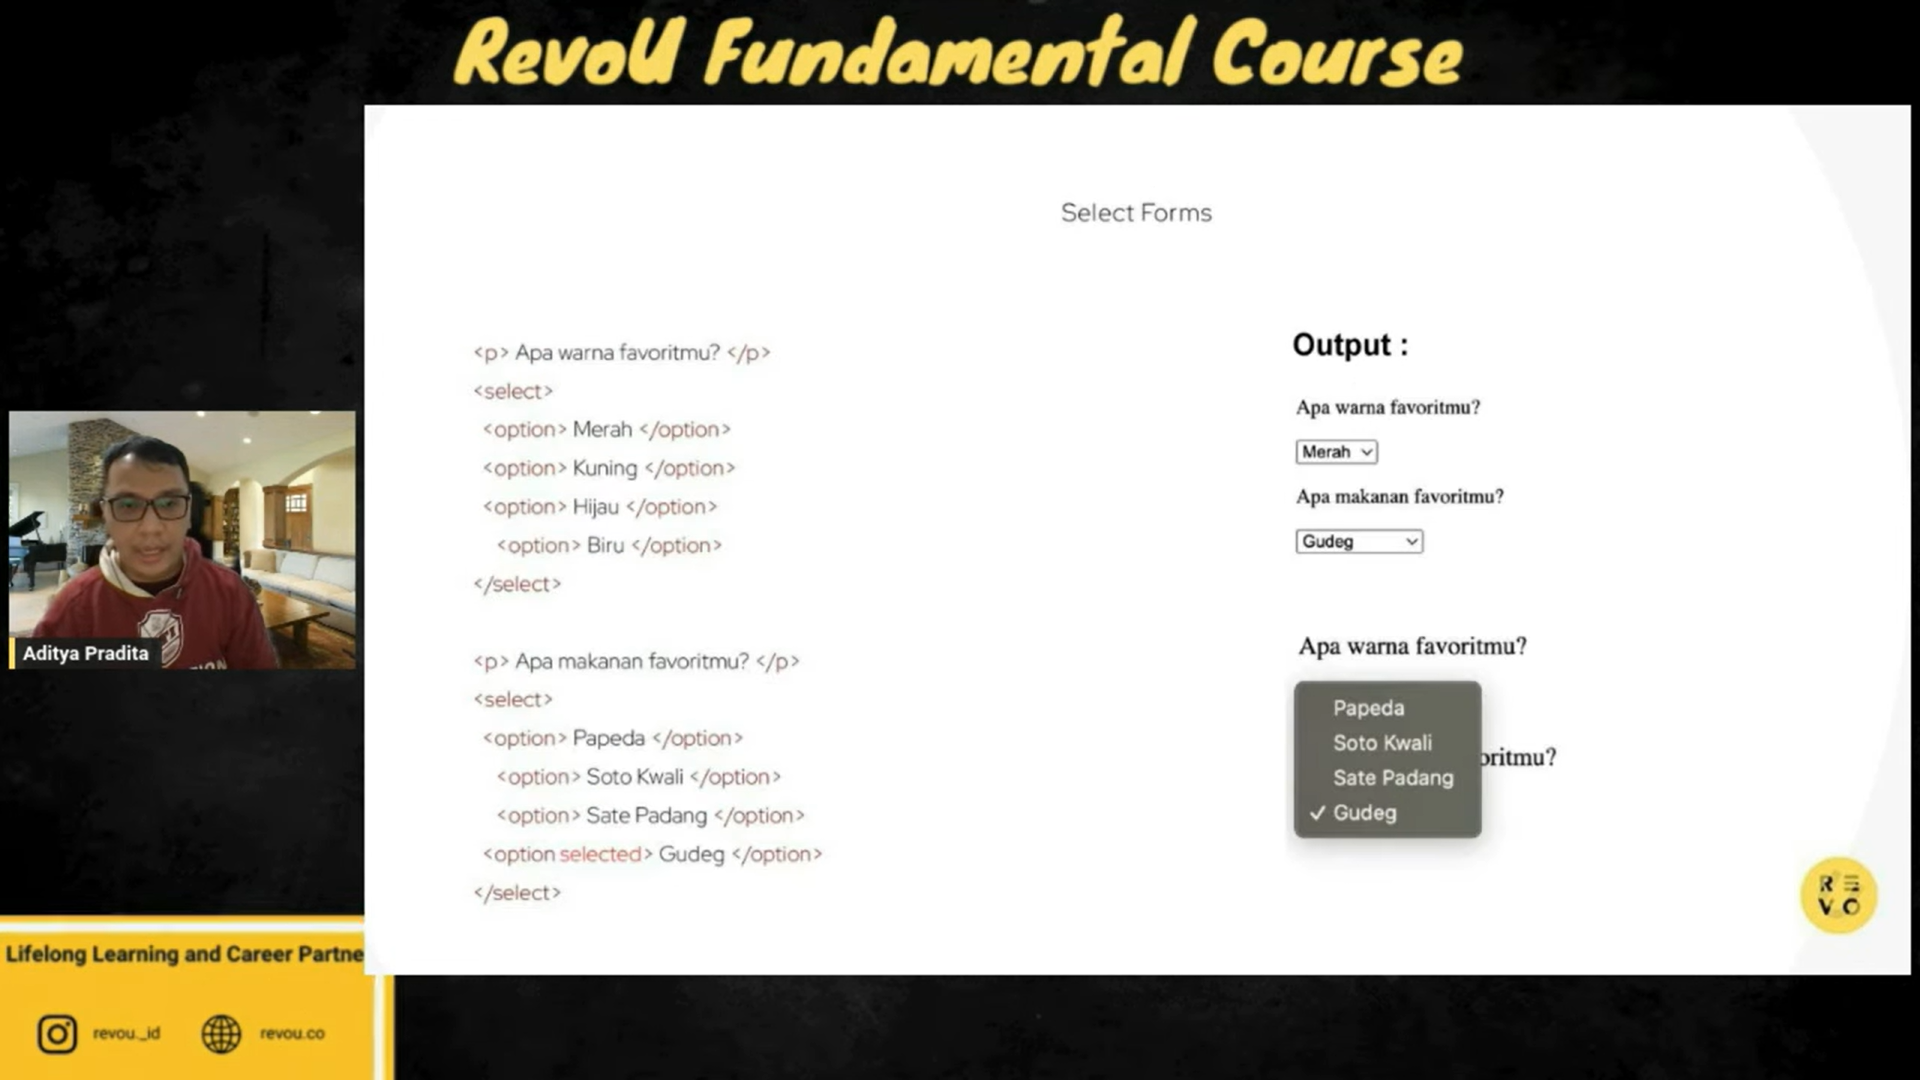 RevoU Fundamental Course
Select Forms
<p> Apa warna favoritmu? </p>
<select>
<option> Merah </option>
<option> Kuning </option>
<option> Hijau </option>
<option> Biru </option>
</select>
<p> Apa makanan favoritmu? </p>
<select>
<option> Papeda </option>
<option> Soto Kwali </option>
<option> Sate Padang </option>
<option selected> Gudeg </option>
</select>
Output :
Apa warna favoritmu?
Merah
Apa makanan favoritmu?
Gudeg
Apa warna favoritmu?
Papeda
Soto Kwali
oritmu?
Sate Padang
✓ Gudeg
Aditya Pradita
Lifelong Learning and Career Partne
revou_id
revou.co
R
V O